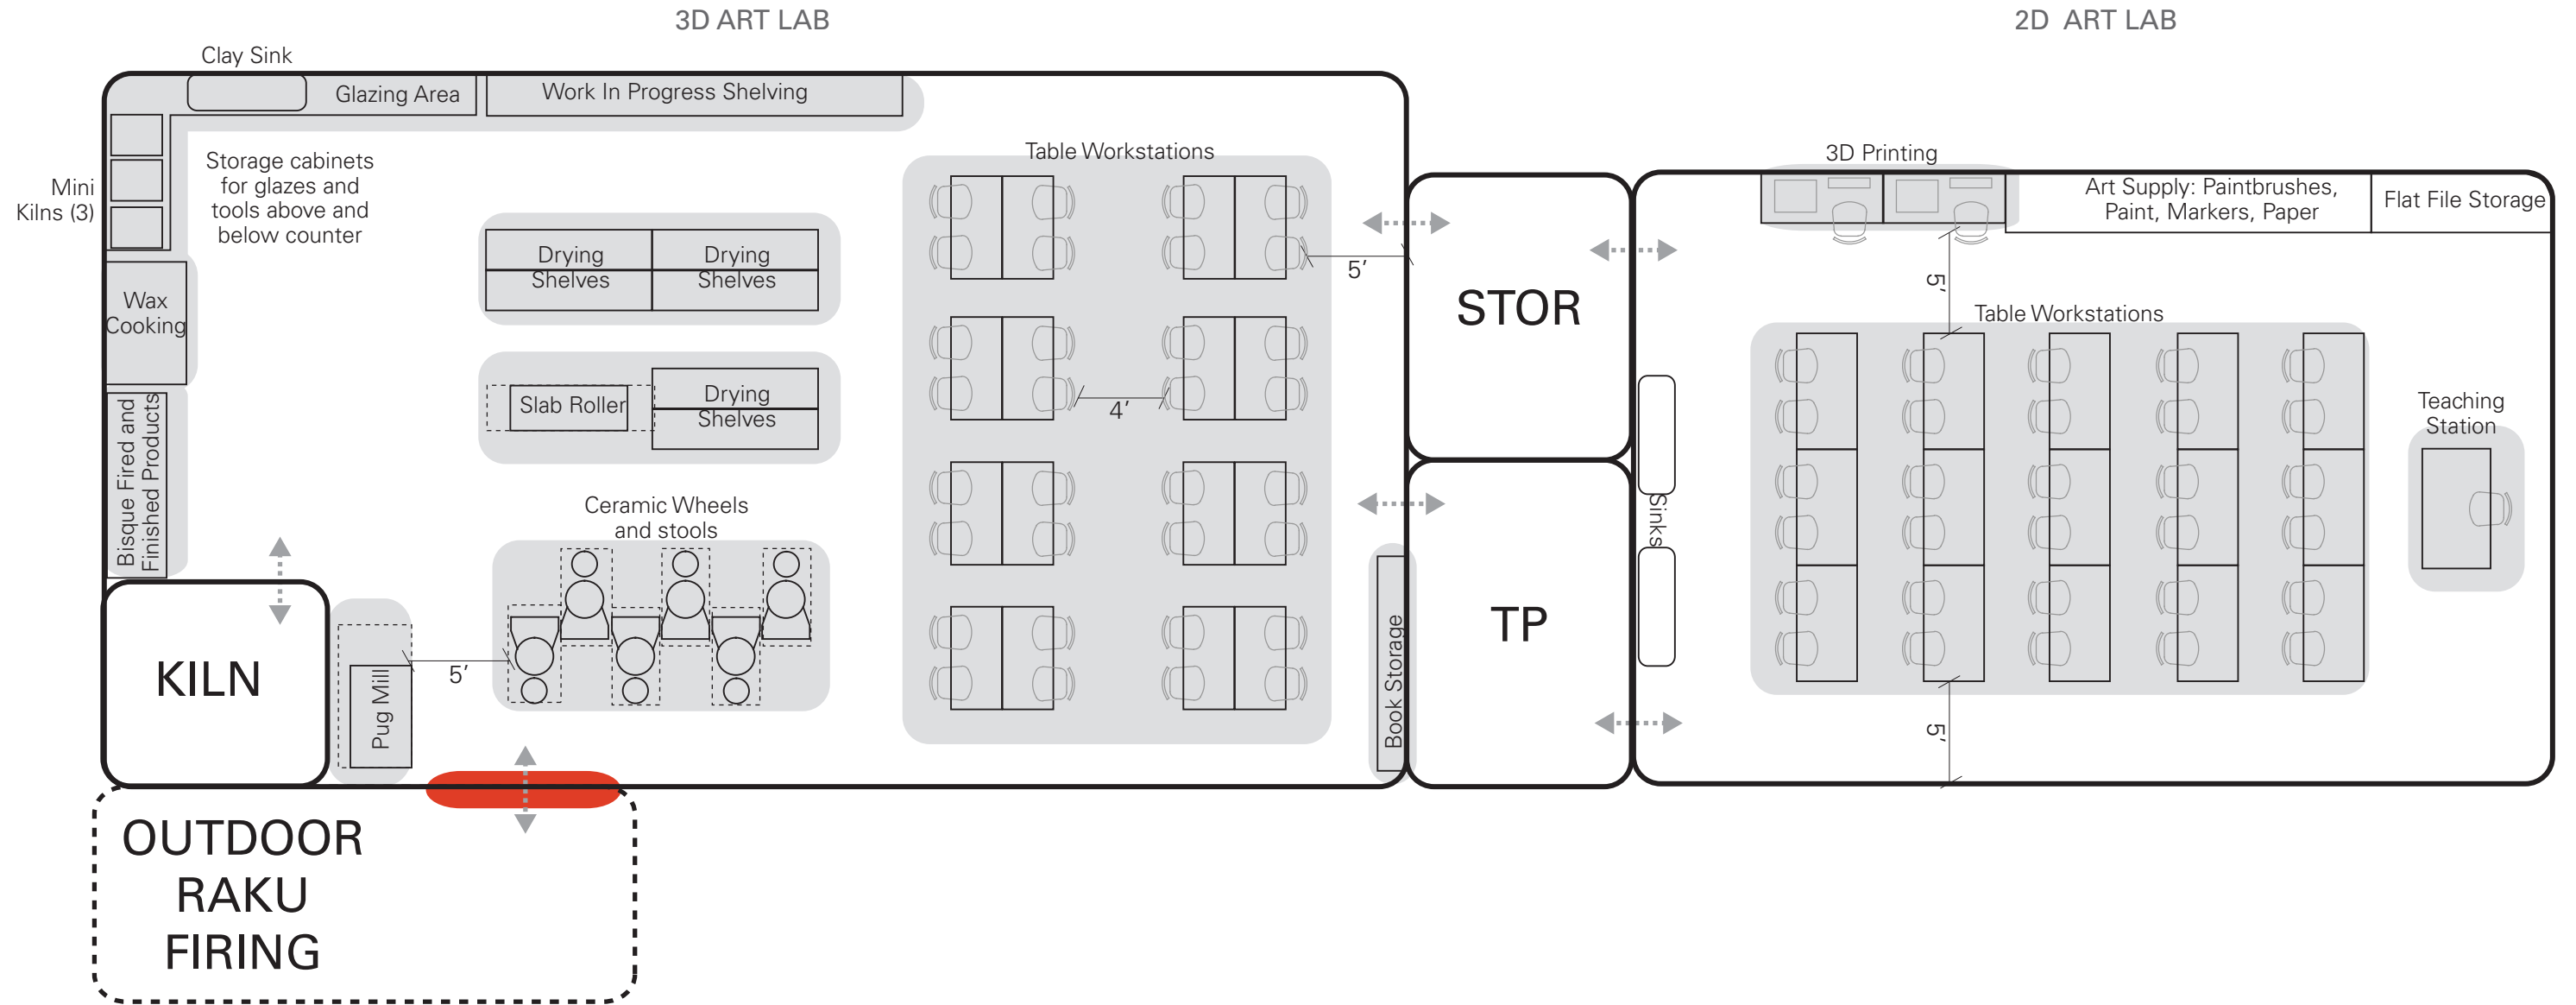 3D ART LAB
2D ART LAB
Clay Sink
Glazing Area
Work In Progress Shelving
Mini
Kilns (3)
Storage cabinets
for glazes and
tools above and
below counter
Wax
Cooking
Bisque Fired and
Finished Products
Drying
Shelves
Drying
Shelves
Slab Roller
Drying
Shelves
Ceramic Wheels
and stools
Table Workstations
5’
4’
5’
KILN
Pug Mill
Book Storage
OUTDOOR
RAKU
FIRING
STOR
TP
Sinks
3D Printing
Art Supply: Paintbrushes,
Paint, Markers, Paper
Flat File Storage
5’
Table Workstations
Teaching
Station
5’